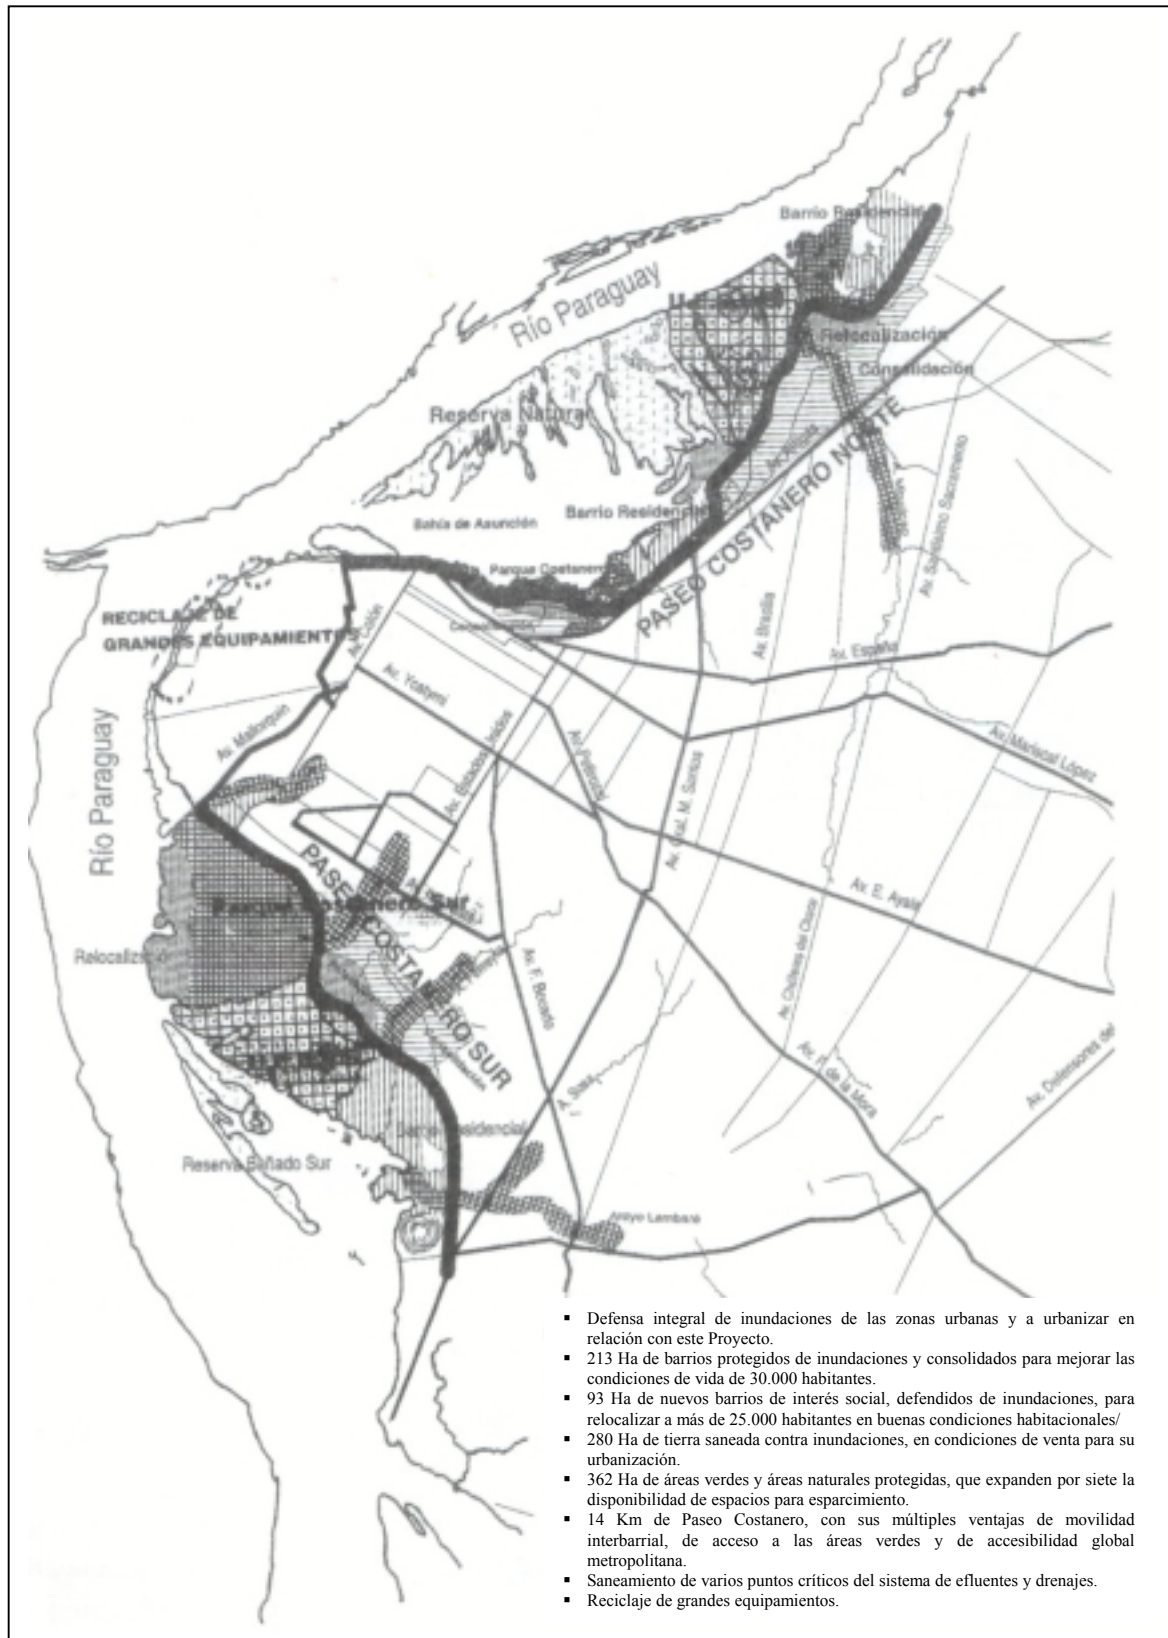 Barrio Residencial
Río Paraguay
Relocalización
Consolidación
Reserva Natural
PASEO COSTANERO NORTE
Av. Artigas
Av. Santísimo Sacramento
Barrio Residencial
Bahía de Asunción
Parque Costanero
RECICLAJE DE
GRANDES EQUIPAMIENTOS
Av. Colón
Av. Brasilia
Av. España
Av. Ycatymi
Av. Mariscal López
Av. Malloquin
Av. Estados Unidos
Av. Gral. M. Santos
Río Paraguay
Av. E. Ayala
PASEO COSTANERO SUR
Parque Costanero Sur
Relocalización
Av. F. Bogado
Av. P. de la Mora
Av. Defensores del
A. Sosa
Barrio Residencial
Reserva Bañado Sur
Arroyo Lambaré
▪ Defensa integral de inundaciones de las zonas urbanas y a urbanizar en
relación con este Proyecto.
▪ 213 Ha de barrios protegidos de inundaciones y consolidados para mejorar las
condiciones de vida de 30.000 habitantes.
▪ 93 Ha de nuevos barrios de interés social, defendidos de inundaciones, para
relocalizar a más de 25.000 habitantes en buenas condiciones habitacionales/
▪ 280 Ha de tierra saneada contra inundaciones, en condiciones de venta para su
urbanización.
▪ 362 Ha de áreas verdes y áreas naturales protegidas, que expanden por siete la
disponibilidad de espacios para esparcimiento.
▪ 14 Km de Paseo Costanero, con sus múltiples ventajas de movilidad
interbarrial, de acceso a las áreas verdes y de accesibilidad global
metropolitana.
▪ Saneamiento de varios puntos críticos del sistema de efluentes y drenajes.
▪ Reciclaje de grandes equipamientos.